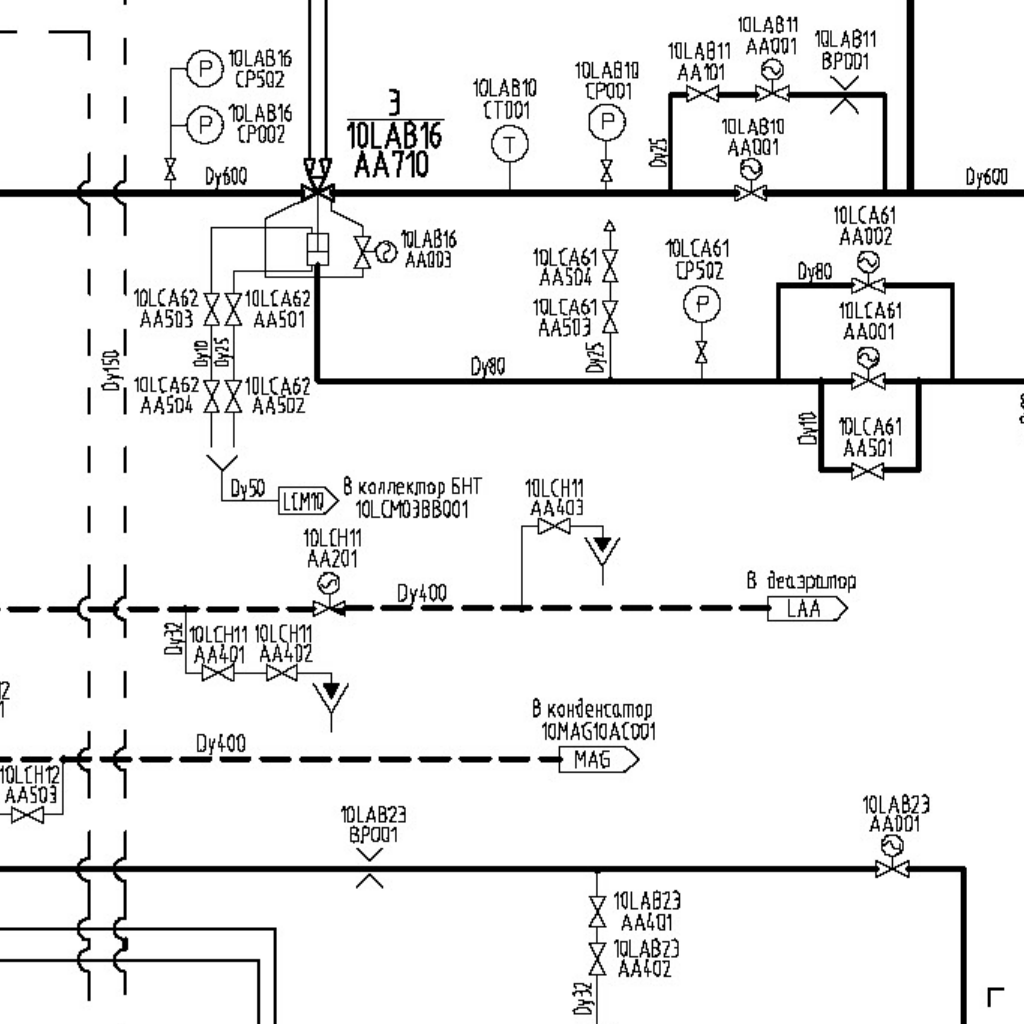 10LAB16
CP502
10LAB16
CP002
3
10LAB16
AA710
10LAB10
CT001
T
10LAB10
CP001
P
P
P
10LAB11
AA101
10LAB11
AA001
10LAB11
BP001
10LAB10
AA001
Dy25
Dy600
Dy600
10LAB16
AA003
10LCA61
AA504
10LCA61
AA503
Dy25
10LCA61
CP502
P
10LCA61
AA002
Dy80
10LCA61
AA001
10LCA62
AA503
10LCA62
AA501
Dy10
Dy25
Dy150
Dy80
10LCA62
AA504
10LCA62
AA502
Dy10
10LCA61
AA501
Dy50
LCM10
В коллектор БНТ
10LCM03BB001
10LCH11
AA403
10LCH11
AA201
Dy400
В деаэратор
LAA
Dy32
10LCH11
AA401
10LCH11
AA402
В конденсатор
10MAG10AC001
MAG
Dy400
10LCH12
AA503
10LAB23
BP001
10LAB23
AA001
10LAB23
AA401
10LAB23
AA402
Dy32